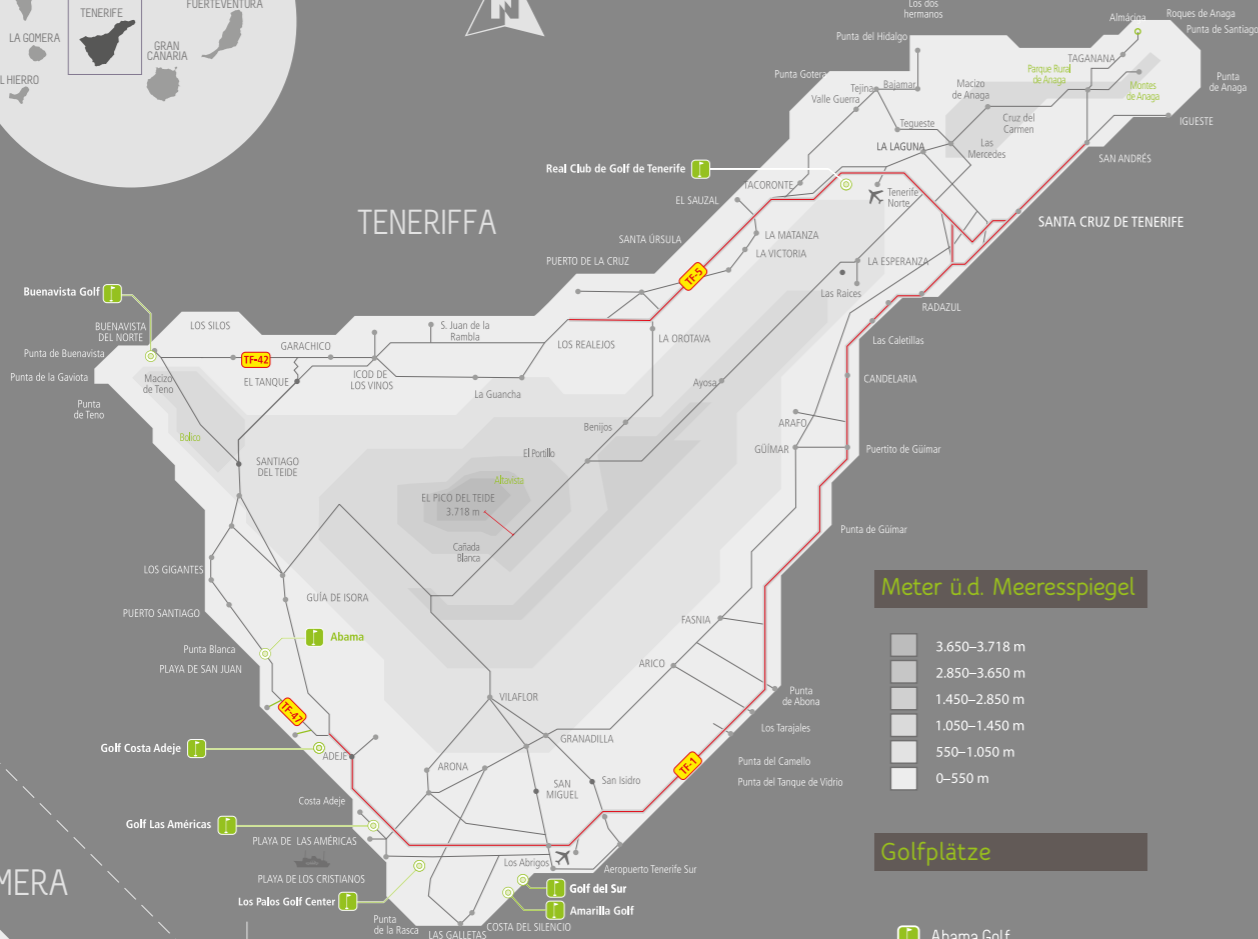 FUERTEVENTURA
TENERIFE
LA GOMERA
GRAN
CANARIA
EL HIERRO
N
Los dos
hermanos
Almáciga
Roques de Anaga
Punta de Santiago
Punta del Hidalgo
TAGANANA
Parque Rural
de Anaga
Punta Gotera
Bajamar
Tejina
Macizo
de Anaga
Montes
de Anaga
Punta
de Anaga
Valle Guerra
Tegueste
Cruz del
Carmen
IGUESTE
LA LAGUNA
Las
Mercedes
SAN ANDRÉS
Real Club de Golf de Tenerife
TACORONTE
Tenerife
Norte
EL SAUZAL
TENERIFFA
SANTA CRUZ DE TENERIFE
SANTA ÚRSULA
LA MATANZA
LA VICTORIA
PUERTO DE LA CRUZ
LA ESPERANZA
TF-5
Las Raices
Buenavista Golf
RADAZUL
BUENAVISTA
DEL NORTE
LOS SILOS
S. Juan de la
Rambla
LA OROTAVA
LOS REALEJOS
Las Caletillas
GARACHICO
Punta de Buenavista
TF-42
Punta de la Gaviota
Macizo
de Teno
EL TANQUE
ICOD DE
LOS VINOS
La Guancha
Ayosa
CANDELARIA
Punta
de Teno
ARAFO
Benijos
Bolico
GÜÍMAR
Puertito de Güímar
El Portillo
SANTIAGO
DEL TEIDE
Altavista
EL PICO DEL TEIDE
3.718 m
Punta de Güímar
Cañada
Blanca
LOS GIGANTES
Meter ü.d. Meeresspiegel
GUÍA DE ISORA
PUERTO SANTIAGO
FASNIA
Abama
3.650–3.718 m
Punta Blanca
PLAYA DE SAN JUAN
ARICO
2.850–3.650 m
Punta
de Abona
1.450–2.850 m
VILAFLOR
TF-47
Los Tarajales
1.050–1.450 m
GRANADILLA
Golf Costa Adeje
ADEJE
550–1.050 m
Punta del Camello
ARONA
TF-1
0–550 m
San Isidro
Punta del Tanque de Vidrio
SAN
MIGUEL
Costa Adeje
Golf Las Américas
PLAYA DE LAS AMÉRICAS
Golfplätze
Los Abrigos
Aeropuerto Tenerife Sur
PLAYA DE LOS CRISTIANOS
Golf del Sur
Los Palos Golf Center
Amarilla Golf
Punta
de la Rasca
LAS GALLETAS
COSTA DEL SILENCIO
MERA
Abama Golf